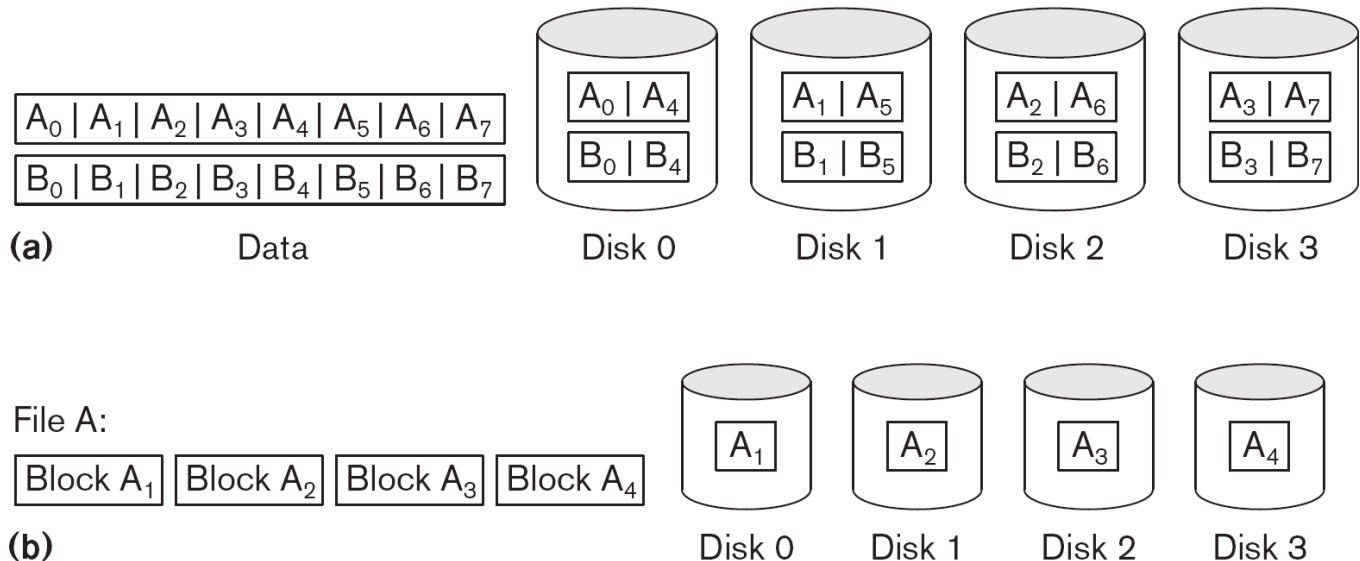 A₀ | A₁ | A₂ | A₃ | A₄ | A₅ | A₆ | A₇
B₀ | B₁ | B₂ | B₃ | B₄ | B₅ | B₆ | B₇
A₀ | A₄
B₀ | B₄
A₁ | A₅
B₁ | B₅
A₂ | A₆
B₂ | B₆
A₃ | A₇
B₃ | B₇
(a) Data Disk 0 Disk 1 Disk 2 Disk 3
File A:
Block A₁ Block A₂ Block A₃ Block A₄
A₁ A₂ A₃ A₄
(b) Disk 0 Disk 1 Disk 2 Disk 3